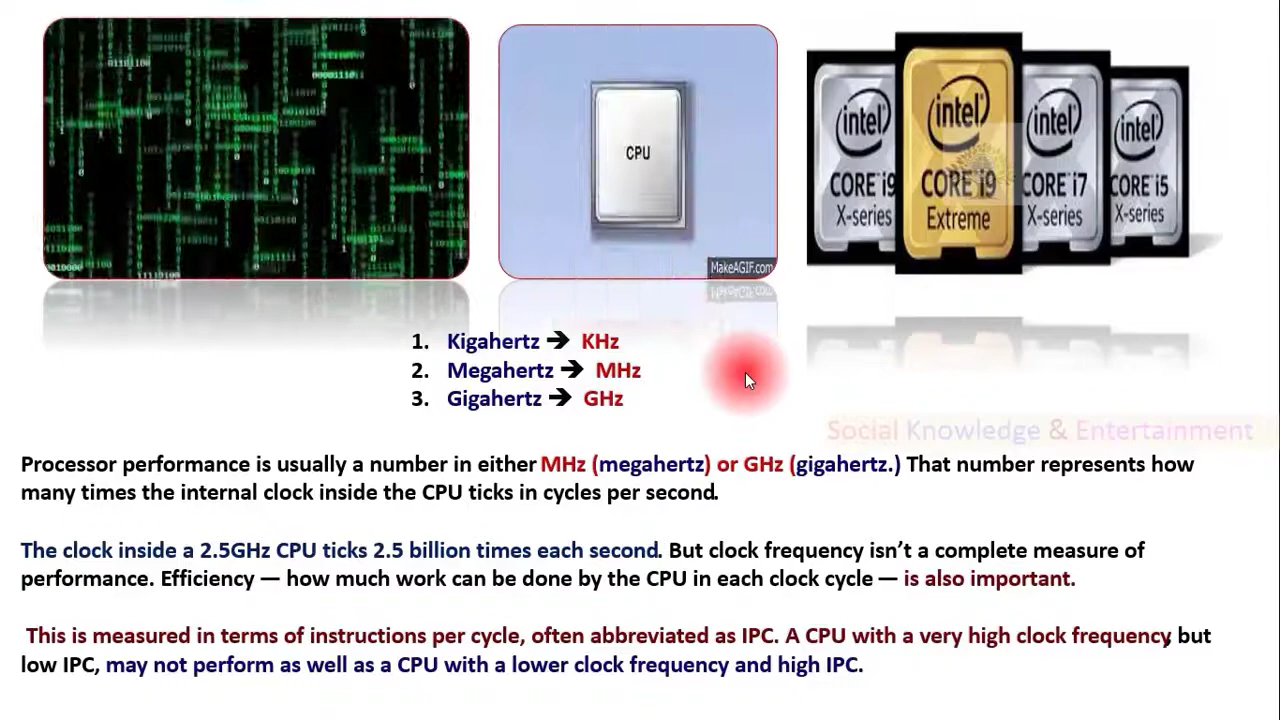 CPU
MakeAGIF.com
intel
CORE i9
X-series
intel
CORE i9
Extreme
intel
CORE i7
X-series
intel
CORE i5
X-series
1. Kigahertz ➔ KHz
2. Megahertz ➔ MHz
3. Gigahertz ➔ GHz
Social Knowledge & Entertainment
Processor performance is usually a number in either MHz (megahertz) or GHz (gigahertz.) That number represents how
many times the internal clock inside the CPU ticks in cycles per second.
The clock inside a 2.5GHz CPU ticks 2.5 billion times each second. But clock frequency isn’t a complete measure of
performance. Efficiency — how much work can be done by the CPU in each clock cycle — is also important.
This is measured in terms of instructions per cycle, often abbreviated as IPC. A CPU with a very high clock frequency, but
low IPC, may not perform as well as a CPU with a lower clock frequency and high IPC.